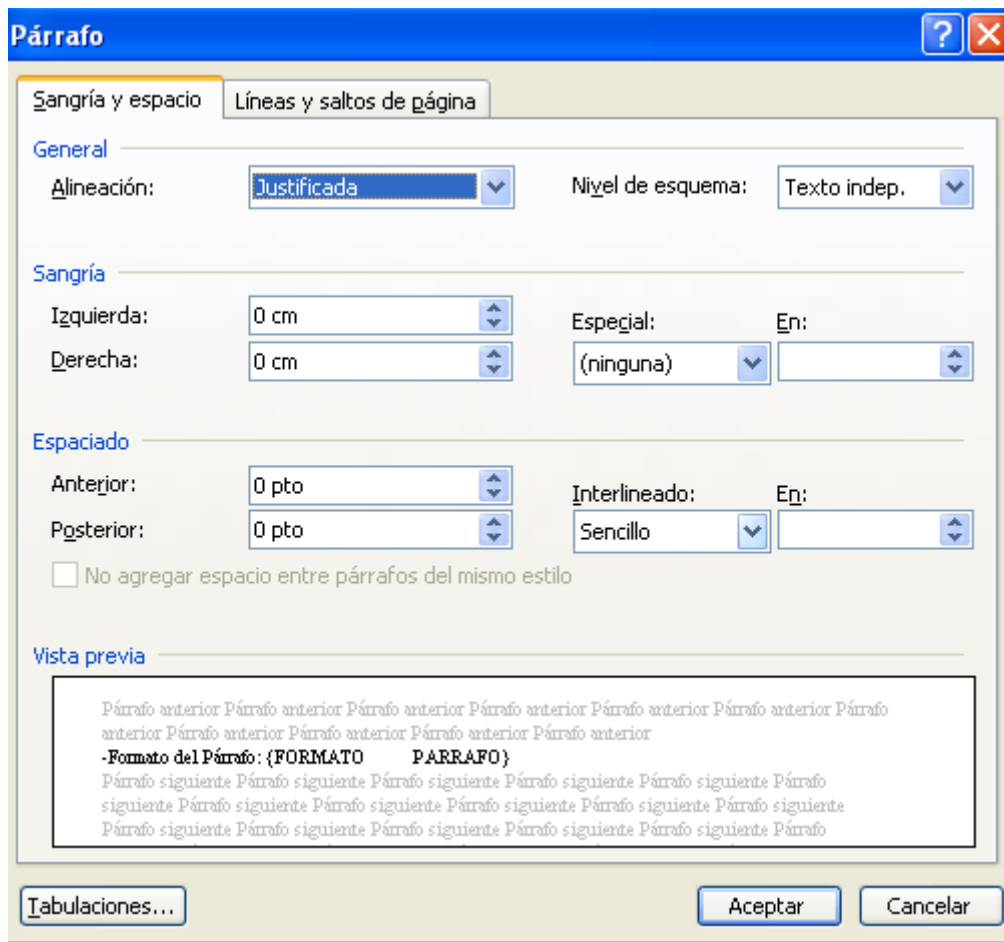 Párrafo
Sangría y espacio Líneas y saltos de página
General
Alineación: Justificada Nivel de esquema: Texto indep.
Sangría
Izquierda: 0 cm Especial: En:
Derecha: 0 cm (ninguna)
Espaciado
Anterior: 0 pto Interlineado: En:
Posterior: 0 pto Sencillo
No agregar espacio entre párrafos del mismo estilo
Vista previa
Párrafo anterior Párrafo anterior Párrafo anterior Párrafo anterior Párrafo anterior Párrafo anterior Párrafo
anterior Párrafo anterior Párrafo anterior Párrafo anterior Párrafo anterior
-Formato del Párrafo: {FORMATO PARRAFO}
Párrafo siguiente Párrafo siguiente Párrafo siguiente Párrafo siguiente Párrafo siguiente Párrafo
siguiente Párrafo siguiente Párrafo siguiente Párrafo siguiente Párrafo siguiente Párrafo siguiente
Párrafo siguiente Párrafo siguiente Párrafo siguiente Párrafo siguiente Párrafo siguiente Párrafo
Tabulaciones... Aceptar Cancelar